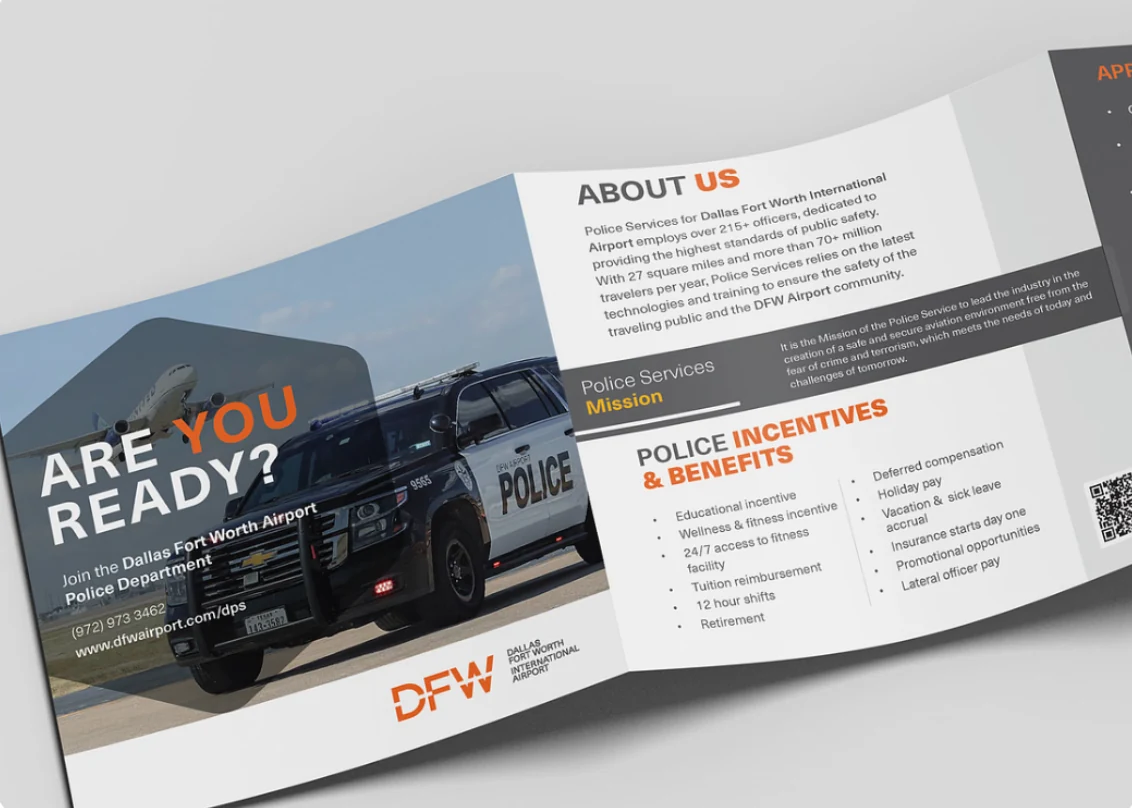 ARE YOU
READY?
Join the Dallas Fort Worth Airport
Police Department
(972) 973 3462
www.dfwairport.com/dps
9565
DFW AIRPORT
POLICE
TEXAS
DFW
DALLAS
FORT WORTH
INTERNATIONAL
AIRPORT
ABOUT US
Police Services for Dallas Fort Worth International
Airport employs over 215+ officers, dedicated to
providing the highest standards of public safety.
With 27 square miles and more than 70+ million
travelers per year, Police Services relies on the latest
technologies and training to ensure the safety of the
traveling public and the DFW Airport community.
Police Services
Mission
It is the Mission of the Police Service to lead the industry in the
creation of a safe and secure aviation environment free from the
fear of crime and terrorism, which meets the needs of today and
challenges of tomorrow.
POLICE INCENTIVES
& BENEFITS
• Educational incentive
• Wellness & fitness incentive
• 24/7 access to fitness
facility
• Tuition reimbursement
• 12 hour shifts
• Retirement
• Deferred compensation
• Holiday pay
• Vacation & sick leave
accrual
• Insurance starts day one
• Promotional opportunities
• Lateral officer pay